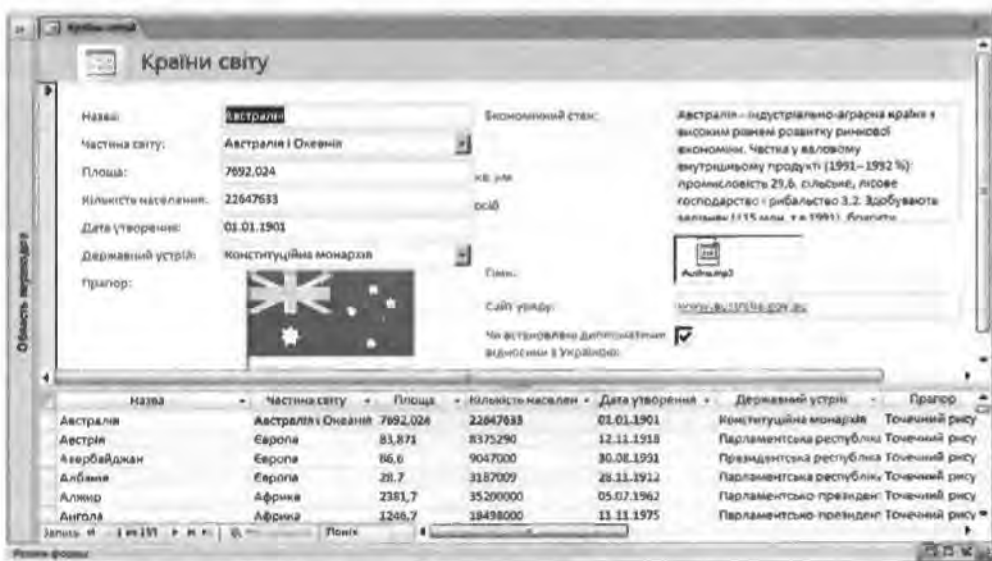 Країни світу
Країни світу
Назва: Австралія
Частина світу: Австралія і Океанія
Площа: 7692,024 кв. км
Кількість населення: 22647633 осіб
Дата утворення: 01.01.1901
Державний устрій: Конституційна монархія
Прапор:
Економічний стан: Австралія – індустріально-аграрна країна з
високим рівнем розвитку ринкової
економіки. Частка у валовому
внутрішньому продукті (1991–1992 %):
промисловість 29,6, сільське, лісове
господарство і рибальство 3,2. Здобувають
Гімн:
Austra.mp3
Сайт уряду: www.australia.gov.au
Чи встановлено дипломатичні
відносини з Україною:
Область переходов
Назва Частина світу Площа Кількість населен Дата утворення Державний устрій Прапор
Австралія Австралія і Океанія 7692,024 22647633 01.01.1901 Конституційна монархія Точечний рису
Австрія Європа 83,871 8375290 12.11.1918 Парламентська республіка Точечний рису
Азербайджан Європа 86,6 9047000 30.08.1991 Президентська республіка Точечний рису
Албанія Європа 28,7 3187009 28.11.1912 Парламентська республіка Точечний рису
Алжир Африка 2381,7 35200000 05.07.1962 Парламентсько-президент Точечний рису
Ангола Африка 1246,7 18498000 11.11.1975 Парламентсько-президент Точечний рису
Запись: 1 из 193 Поиск
Режим формы